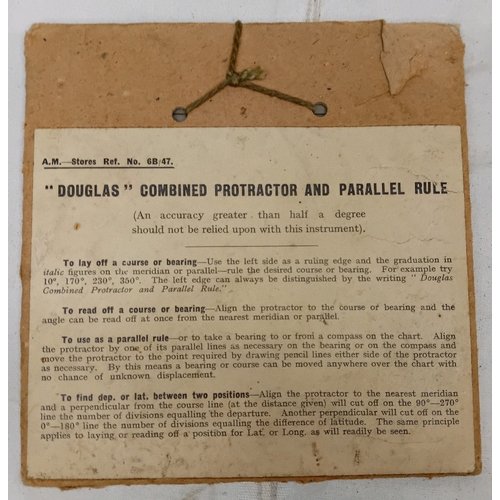 A.M.—Stores Ref. No. 6B/47.
"DOUGLAS" COMBINED PROTRACTOR AND PARALLEL RULE
(An accuracy greater than half a degree
should not be relied upon with this instrument).
To lay off a course or bearing—Use the left side as a ruling edge and the graduation in
italic figures on the meridian or parallel—rule the desired course or bearing. For example try
10°, 170°, 230°, 350°. The left edge can always be distinguished by the writing "Douglas
Combined Protractor and Parallel Rule."
To read off a course or bearing—Align the protractor to the course or bearing and the
angle can be read off at once from the nearest meridian or parallel.
To use as a parallel rule—or to take a bearing to or from a compass on the chart. Align
the protractor by one of its parallel lines as necessary on the bearing or on the compass and
move the protractor to the point required by drawing pencil lines either side of the protractor
as necessary. By this means a bearing or course can be moved anywhere over the chart with
no chance of unknown displacement.
To find dep. or lat. between two positions—Align the protractor to the nearest meridian
and a perpendicular from the course line (at the distance given) will cut off on the 90°—270°
line the number of divisions equalling the departure. Another perpendicular will cut off on the
0°—180° line the number of divisions equalling the difference of latitude. The same principle
applies to laying or reading off a position for Lat. or Long. as will readily be seen.